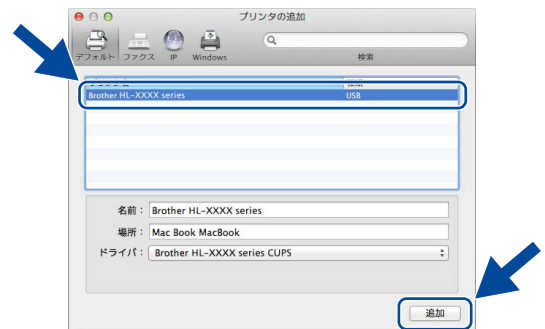 プリンタの追加
デフォルト ファクス IP Windows 検索
Brother HL-XXXX series USB
名前： Brother HL-XXXX series
場所： Mac Book MacBook
ドライバ： Brother HL-XXXX series CUPS
追加